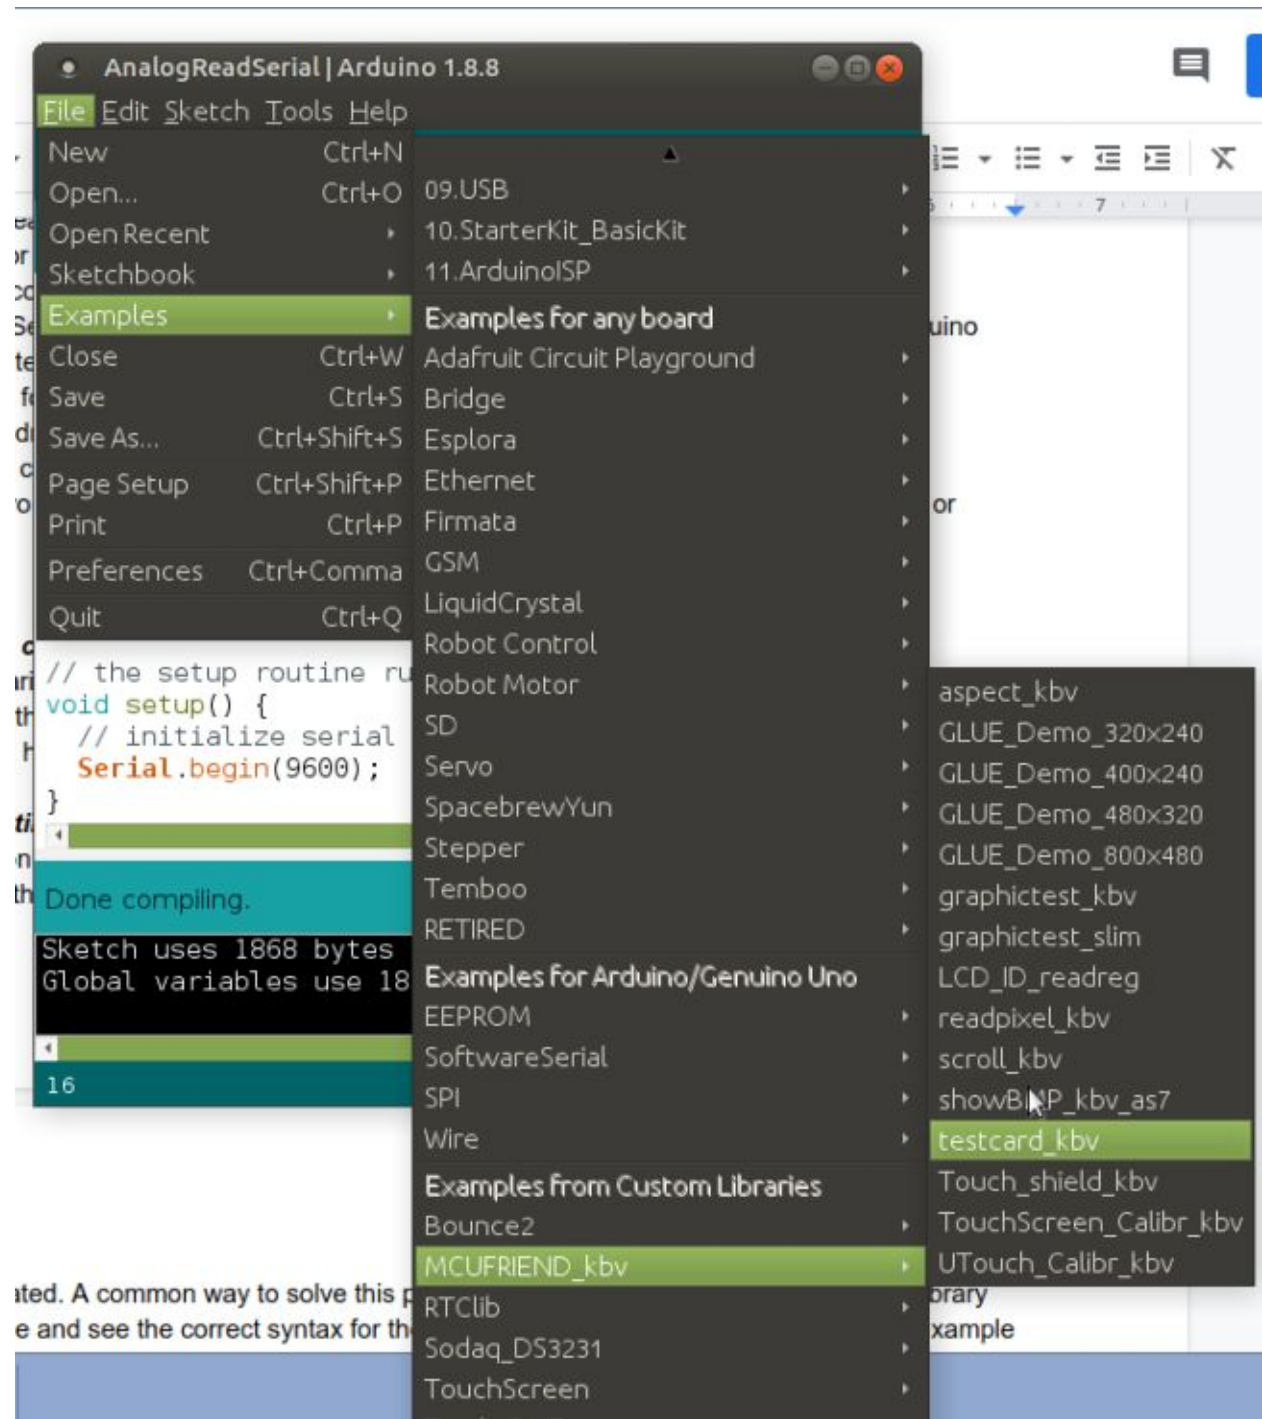 AnalogReadSerial | Arduino 1.8.8
File Edit Sketch Tools Help
New Ctrl+N
Open... Ctrl+O
Open Recent
Sketchbook
Examples
Close Ctrl+W
Save Ctrl+S
Save As... Ctrl+Shift+S
Page Setup Ctrl+Shift+P
Print Ctrl+P
Preferences Ctrl+Comma
Quit Ctrl+Q
09.USB
10.StarterKit_BasicKit
11.ArduinoISP
Examples for any board
Adafruit Circuit Playground
Bridge
Esplora
Ethernet
Firmata
GSM
LiquidCrystal
Robot Control
Robot Motor
SD
Servo
SpacebrewYun
Stepper
Temboo
RETIRED
Examples for Arduino/Genuino Uno
EEPROM
SoftwareSerial
SPI
Wire
Examples from Custom Libraries
Bounce2
MCUFRIEND_kbv
RTClib
Sodaq_DS3231
TouchScreen
aspect_kbv
GLUE_Demo_320x240
GLUE_Demo_400x240
GLUE_Demo_480x320
GLUE_Demo_800x480
graphictest_kbv
graphictest_slim
LCD_ID_readreg
readpixel_kbv
scroll_kbv
showBMP_kbv_as7
testcard_kbv
Touch_shield_kbv
TouchScreen_Calibr_kbv
UTouch_Calibr_kbv
// the setup routine ru
void setup() {
// initialize serial
Serial.begin(9600);
}
Done compiling.
Sketch uses 1868 bytes
Global variables use 18
16
7
uino
or
ated. A common way to solve this p
brary
e and see the correct syntax for th
xample